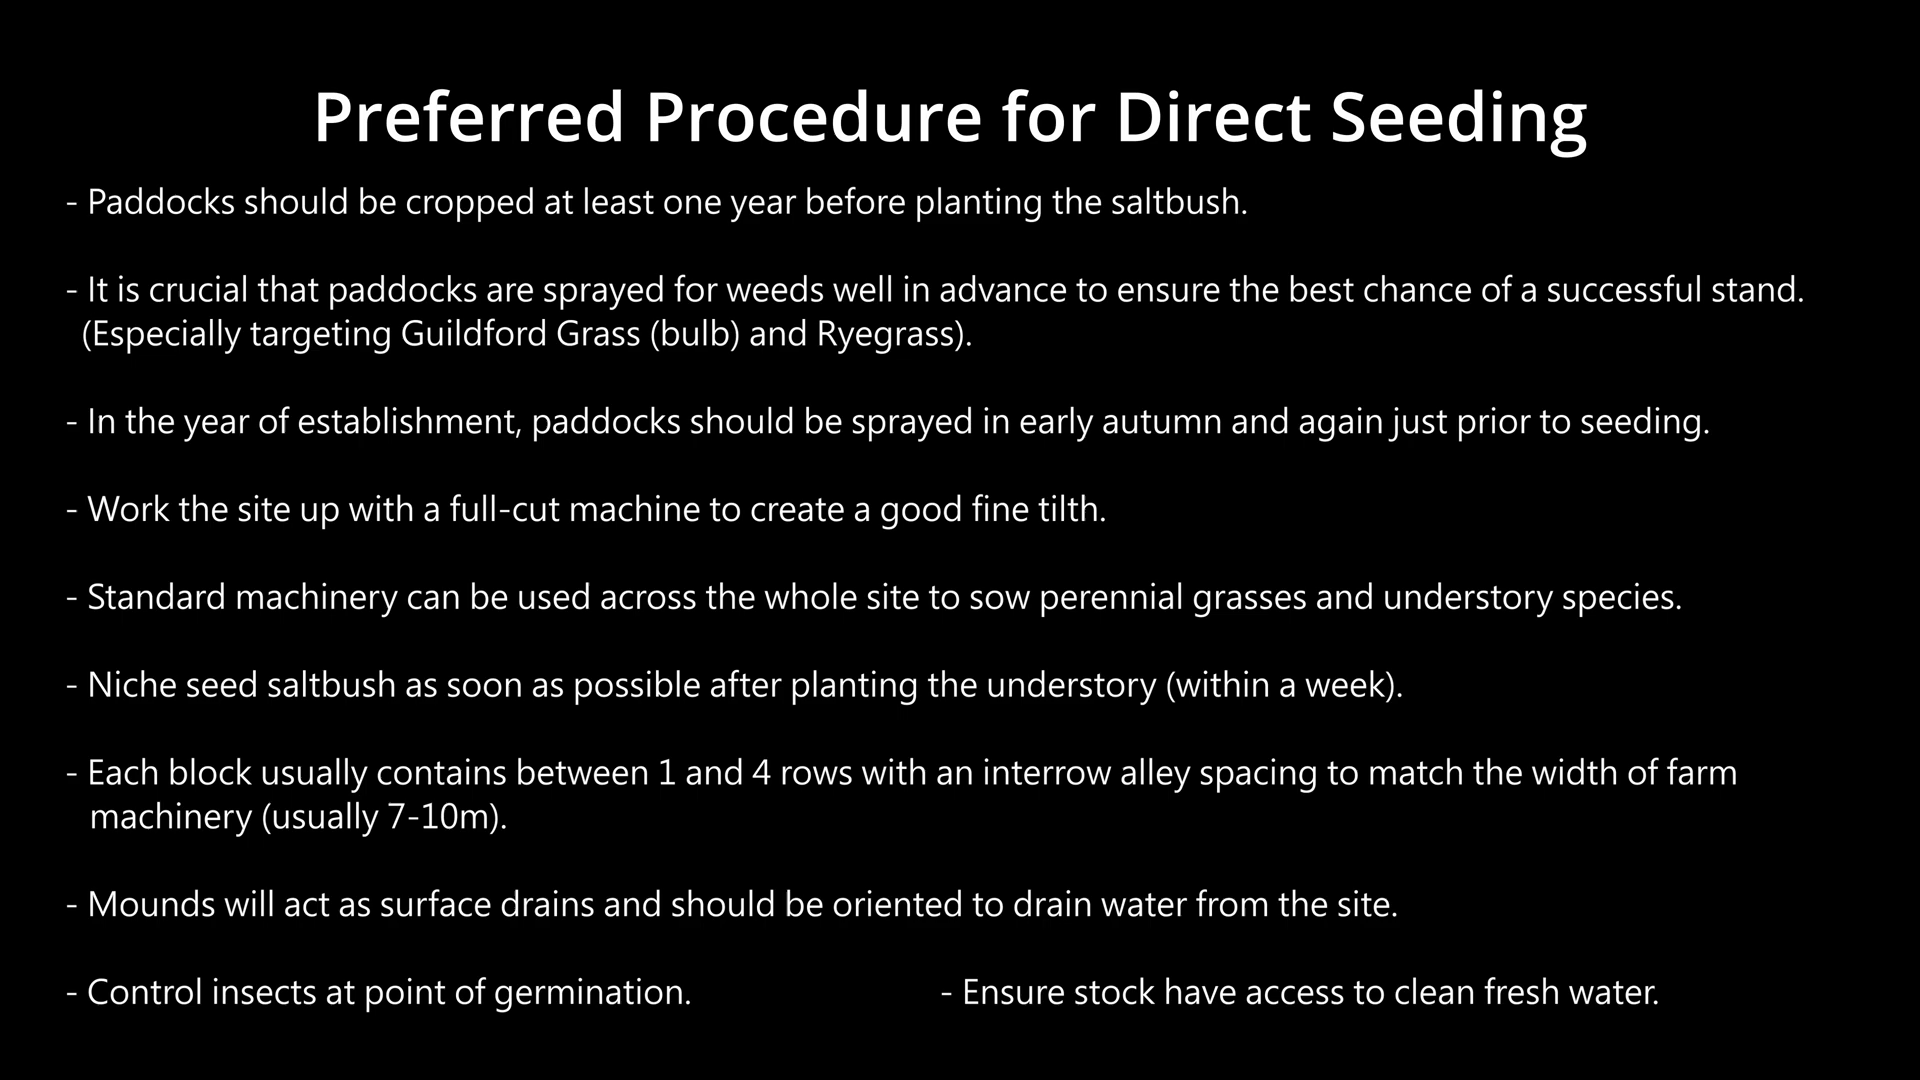 Preferred Procedure for Direct Seeding
- Paddocks should be cropped at least one year before planting the saltbush.
- It is crucial that paddocks are sprayed for weeds well in advance to ensure the best chance of a successful stand.
(Especially targeting Guildford Grass (bulb) and Ryegrass).
- In the year of establishment, paddocks should be sprayed in early autumn and again just prior to seeding.
- Work the site up with a full-cut machine to create a good fine tilth.
- Standard machinery can be used across the whole site to sow perennial grasses and understory species.
- Niche seed saltbush as soon as possible after planting the understory (within a week).
- Each block usually contains between 1 and 4 rows with an interrow alley spacing to match the width of farm
machinery (usually 7-10m).
- Mounds will act as surface drains and should be oriented to drain water from the site.
- Control insects at point of germination.
- Ensure stock have access to clean fresh water.